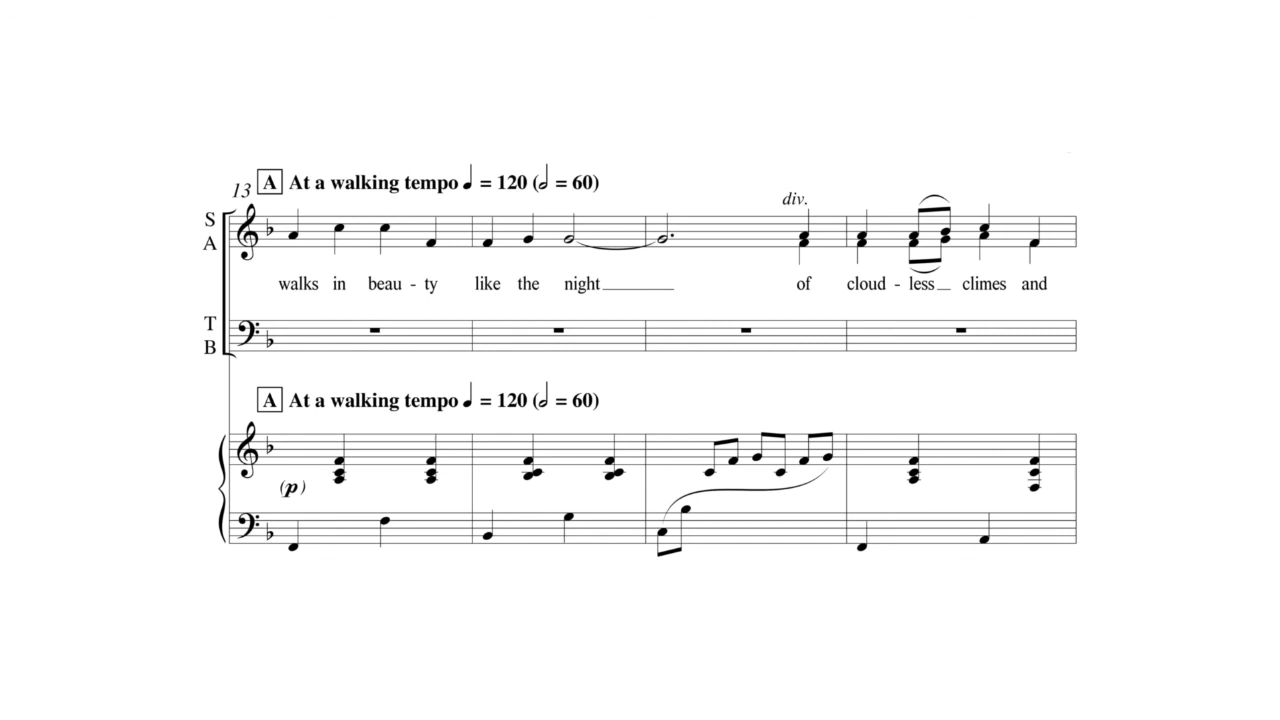 13 A At a walking tempo ♩ = 120 (𝅗𝅥 = 60)
div.
S
A
walks in beau - ty like the night of cloud - less climes and
T
B
A At a walking tempo ♩ = 120 (𝅗𝅥 = 60)
(p)